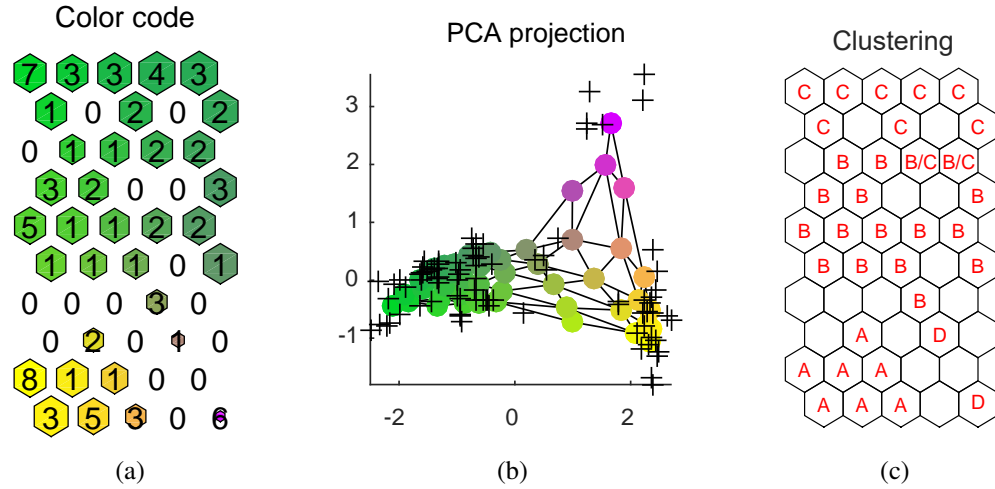 Color code
7 3 3 4 3
1 0 2 0 2
0 1 1 2 2
3 2 0 0 3
5 1 1 2 2
1 1 1 0 1
0 0 0 3 0
0 2 0 1 0
8 1 1 0 0
3 5 3 0 6
(a)
PCA projection
3
2
1
0
-1
-2 0 2
(b)
Clustering
C C C C C
C C C
B B B/C B/C
B B B
B B B B B
B B B B
B
A D
A A A
A A A D
(c)